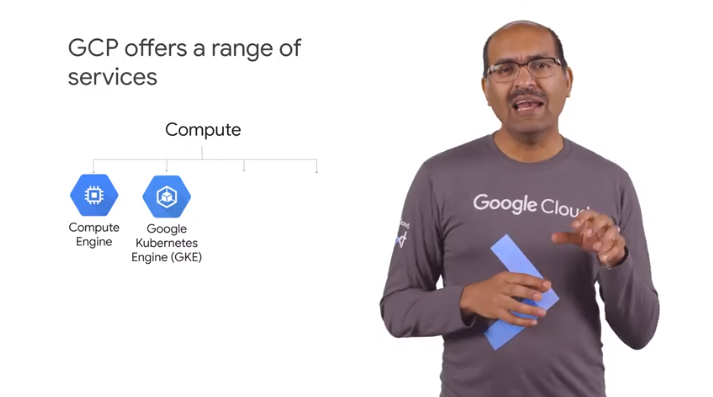 GCP offers a range of
services
Compute
Compute
Engine
Google
Kubernetes
Engine (GKE)
Google Cloud